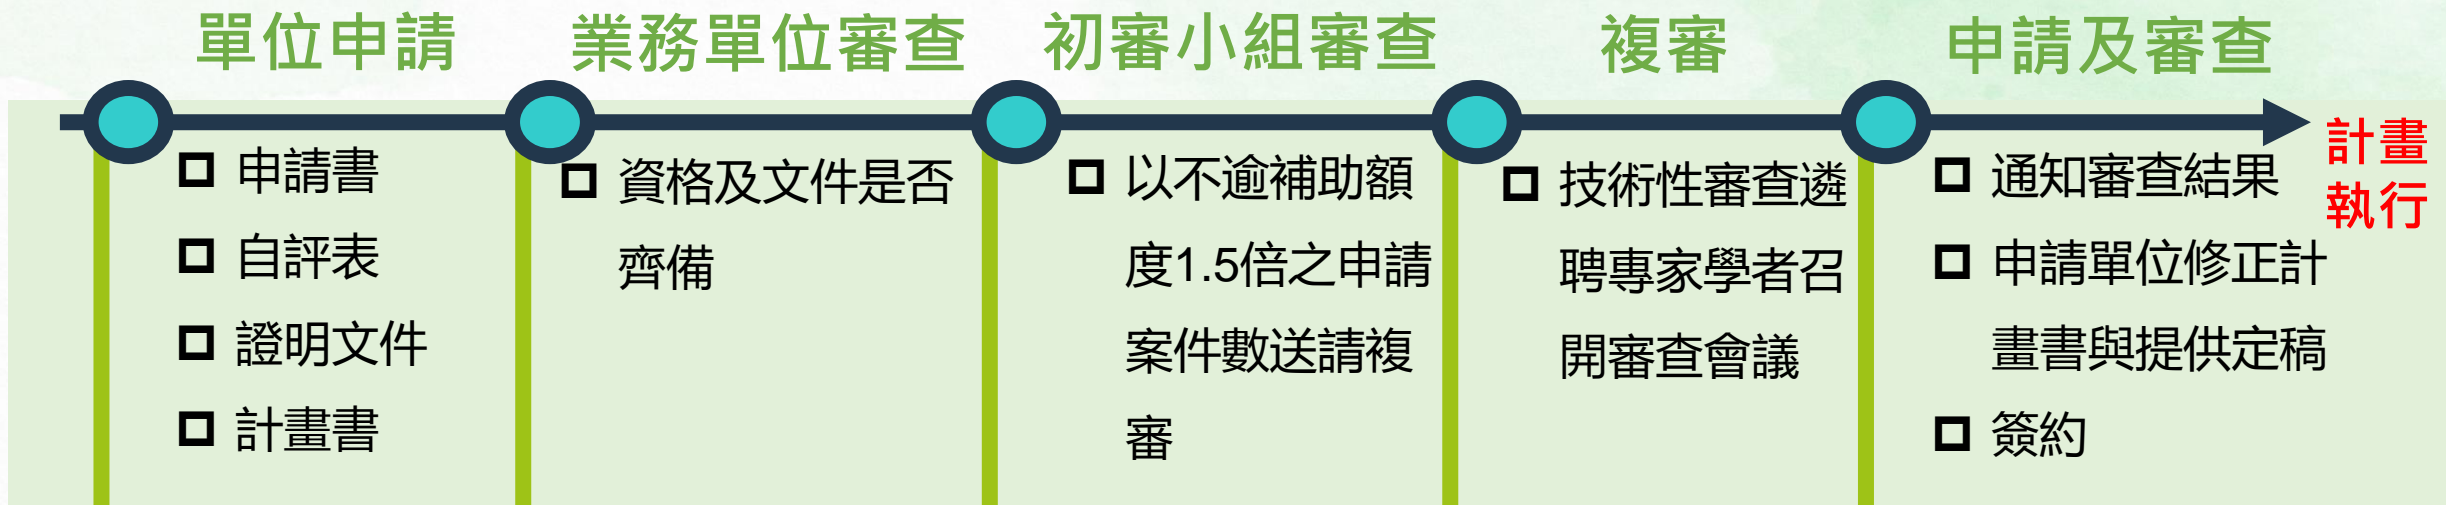 單位申請
申請書
自評表
證明文件
計畫書
業務單位審查
資格及文件是否
齊備
初審小組審查
以不逾補助額
度1.5倍之申請
案件數送請複
審
複審
技術性審查遴
聘專家學者召
開審查會議
申請及審查
通知審查結果
申請單位修正計
畫書與提供定稿
簽約
計畫
執行